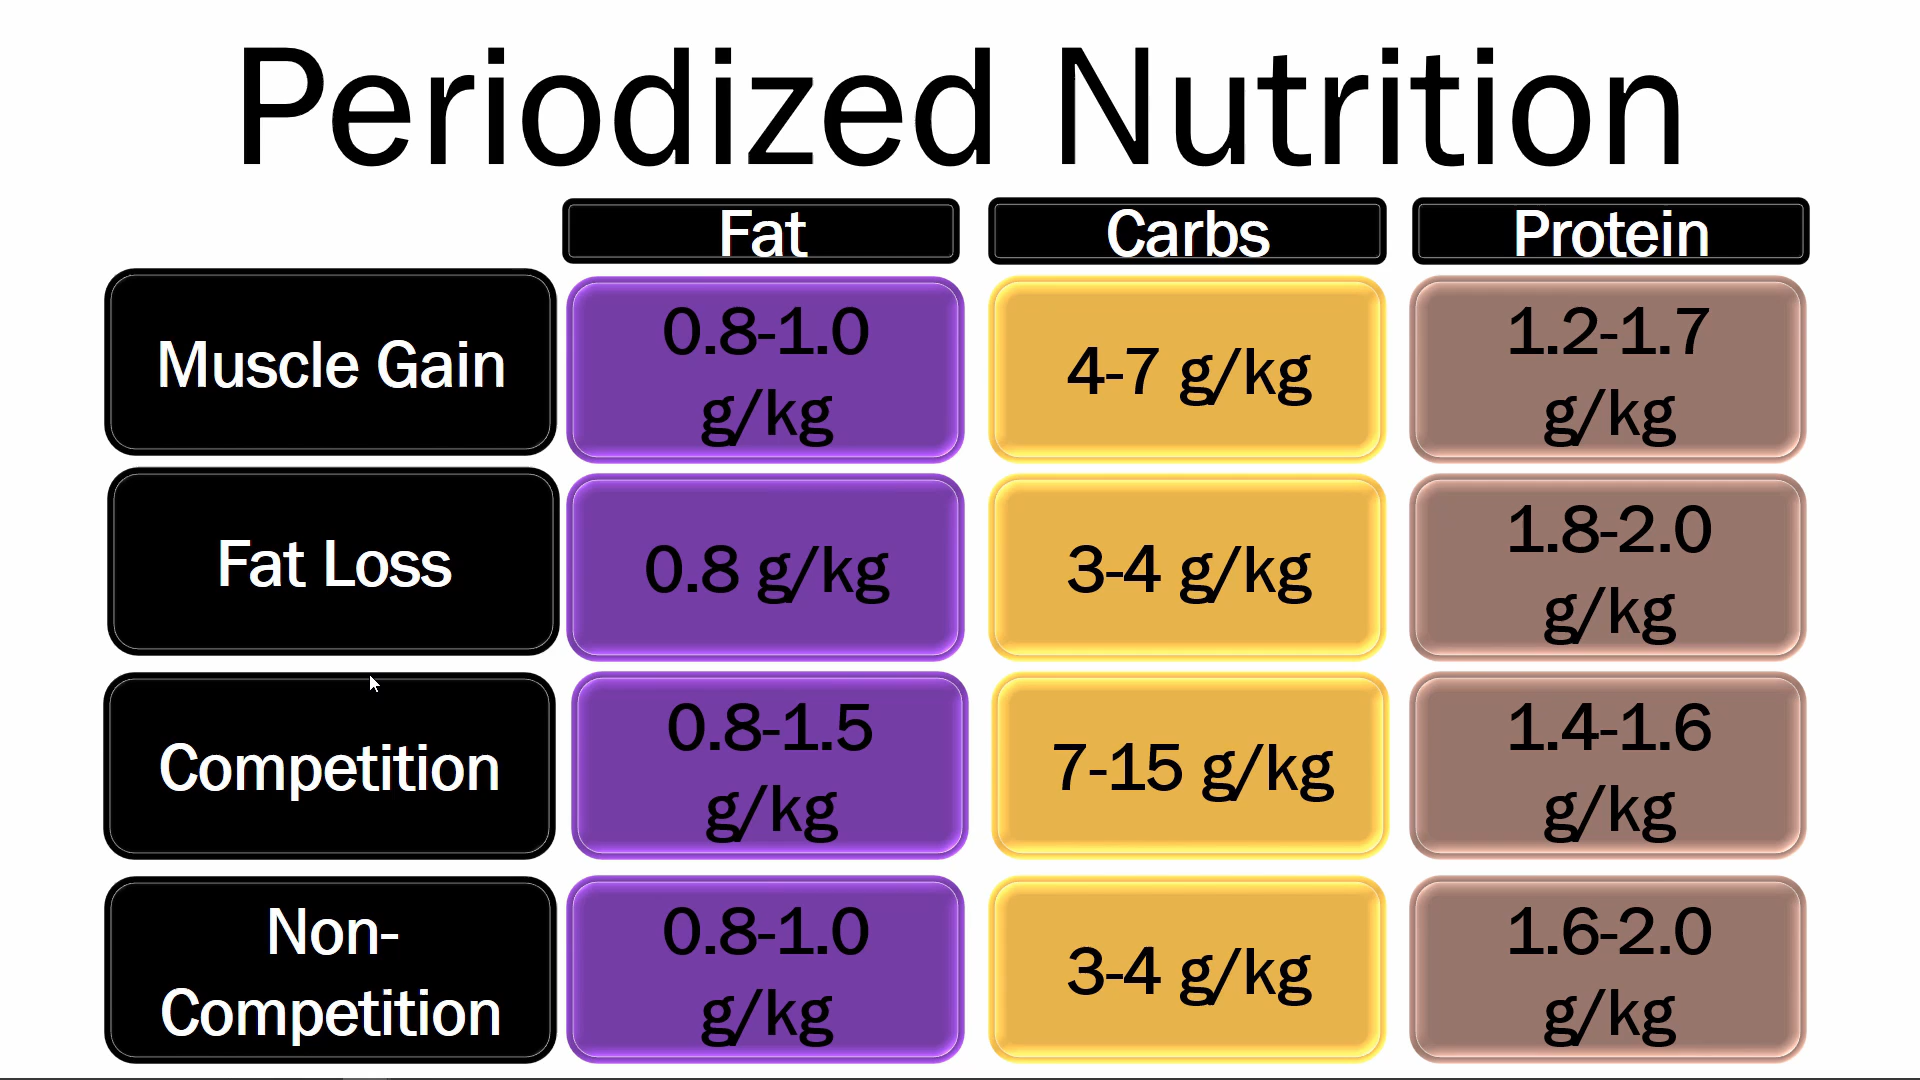 Periodized Nutrition
Fat
Carbs
Protein
Muscle Gain
0.8-1.0
g/kg
4-7 g/kg
1.2-1.7
g/kg
Fat Loss
0.8 g/kg
3-4 g/kg
1.8-2.0
g/kg
Competition
0.8-1.5
g/kg
7-15 g/kg
1.4-1.6
g/kg
Non-
Competition
0.8-1.0
g/kg
3-4 g/kg
1.6-2.0
g/kg